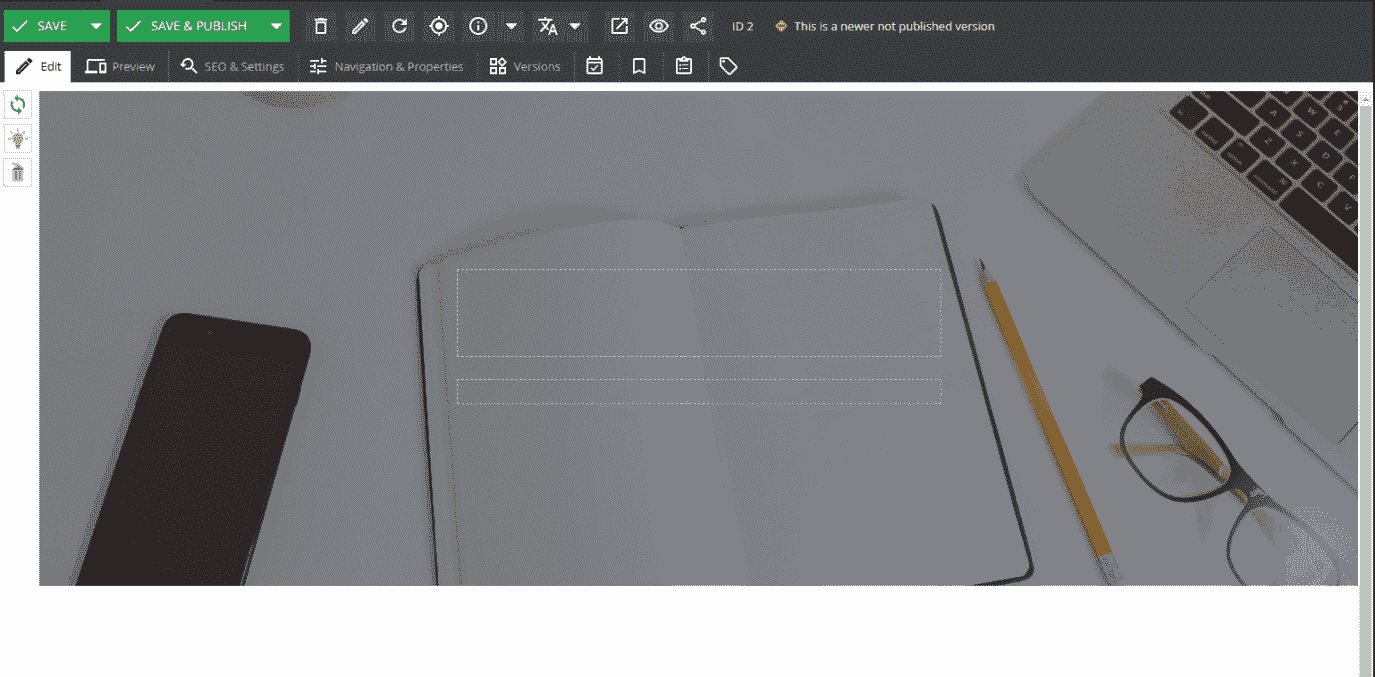 SAVE SAVE & PUBLISH ID 2 This is a newer not published version
Edit Preview SEO & Settings Navigation & Properties Versions